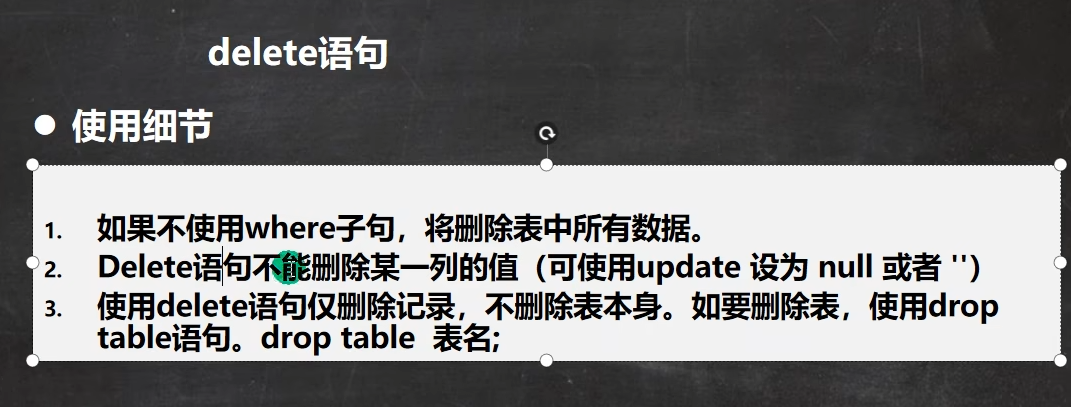 delete语句
● 使用细节
1. 如果不使用where子句，将删除表中所有数据。
2. Delete语句不能删除某一列的值（可使用update 设为 null 或者 ''）
3. 使用delete语句仅删除记录，不删除表本身。如要删除表，使用drop
table语句。drop table 表名;